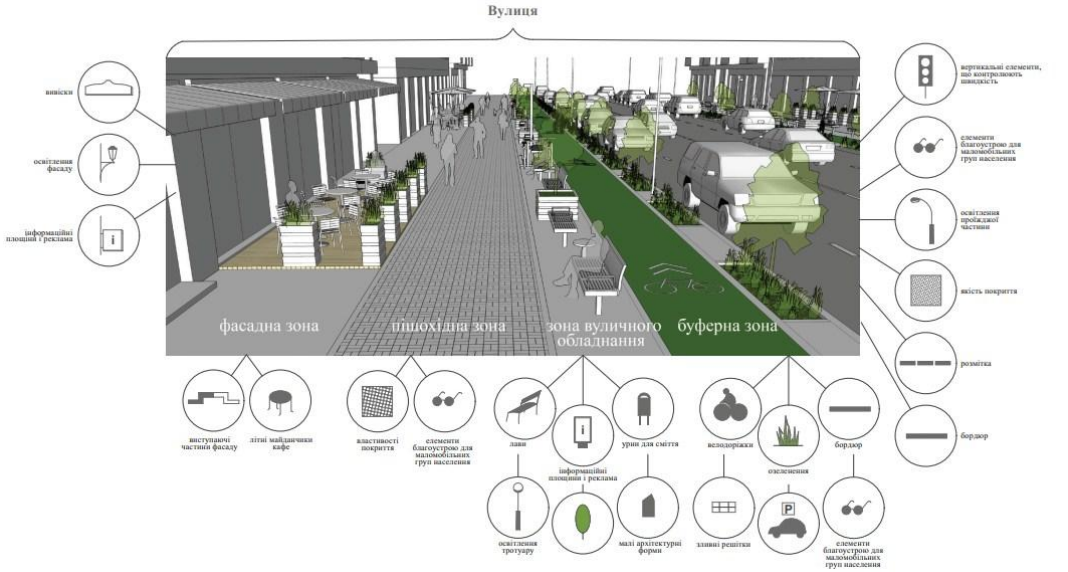 Вулиця
вивіски
освітлення
фасаду
інформаційні
площини і реклама
вертикальні елементи,
що контролюють
швидкість
елементи
благоустрою для
маломобільних
груп населення
освітлення
проїжджої
частини
якість покриття
розмітка
бордюр
фасадна зона
пішохідна зона
зона вуличного
обладнання
буферна зона
виступаючі
частини фасаду
літні майданчики
кафе
властивості
покриття
елементи
благоустрою для
маломобільних
груп населення
лави
інформаційні
площини і реклама
урни для сміття
велодоріжки
озеленення
бордюр
освітлення
тротуару
малі архітектурні
форми
зливні решітки
P
елементи
благоустрою для
маломобільних
груп населення